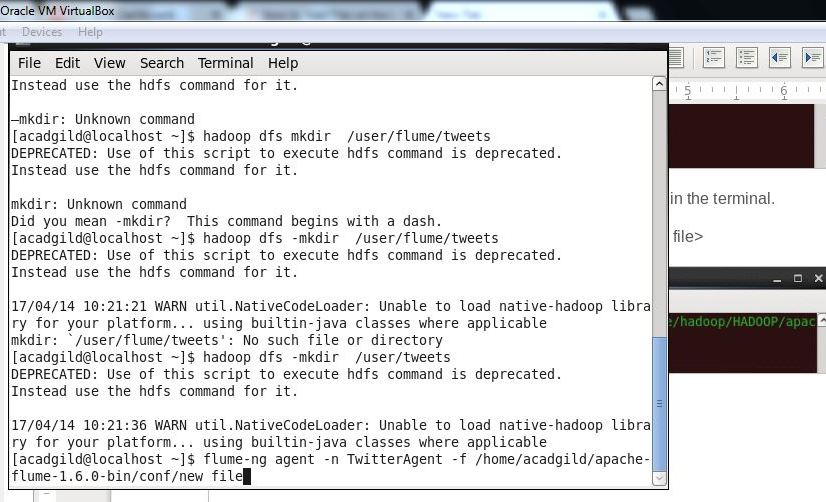 Oracle VM VirtualBox
Devices Help
File Edit View Search Terminal Help
Instead use the hdfs command for it.
–mkdir: Unknown command
[acadgild@localhost ~]$ hadoop dfs mkdir  /user/flume/tweets
DEPRECATED: Use of this script to execute hdfs command is deprecated.
Instead use the hdfs command for it.
mkdir: Unknown command
Did you mean -mkdir?  This command begins with a dash.
[acadgild@localhost ~]$ hadoop dfs -mkdir  /user/flume/tweets
DEPRECATED: Use of this script to execute hdfs command is deprecated.
Instead use the hdfs command for it.
17/04/14 10:21:21 WARN util.NativeCodeLoader: Unable to load native-hadoop libra
ry for your platform... using builtin-java classes where applicable
mkdir: `/user/flume/tweets': No such file or directory
[acadgild@localhost ~]$ hadoop dfs -mkdir  /user/tweets
DEPRECATED: Use of this script to execute hdfs command is deprecated.
Instead use the hdfs command for it.
17/04/14 10:21:36 WARN util.NativeCodeLoader: Unable to load native-hadoop libra
ry for your platform... using builtin-java classes where applicable
[acadgild@localhost ~]$ flume-ng agent -n TwitterAgent -f /home/acadgild/apache-
flume-1.6.0-bin/conf/new file
5 6
in the terminal.
file>
e/hadoop/HADOOP/apac